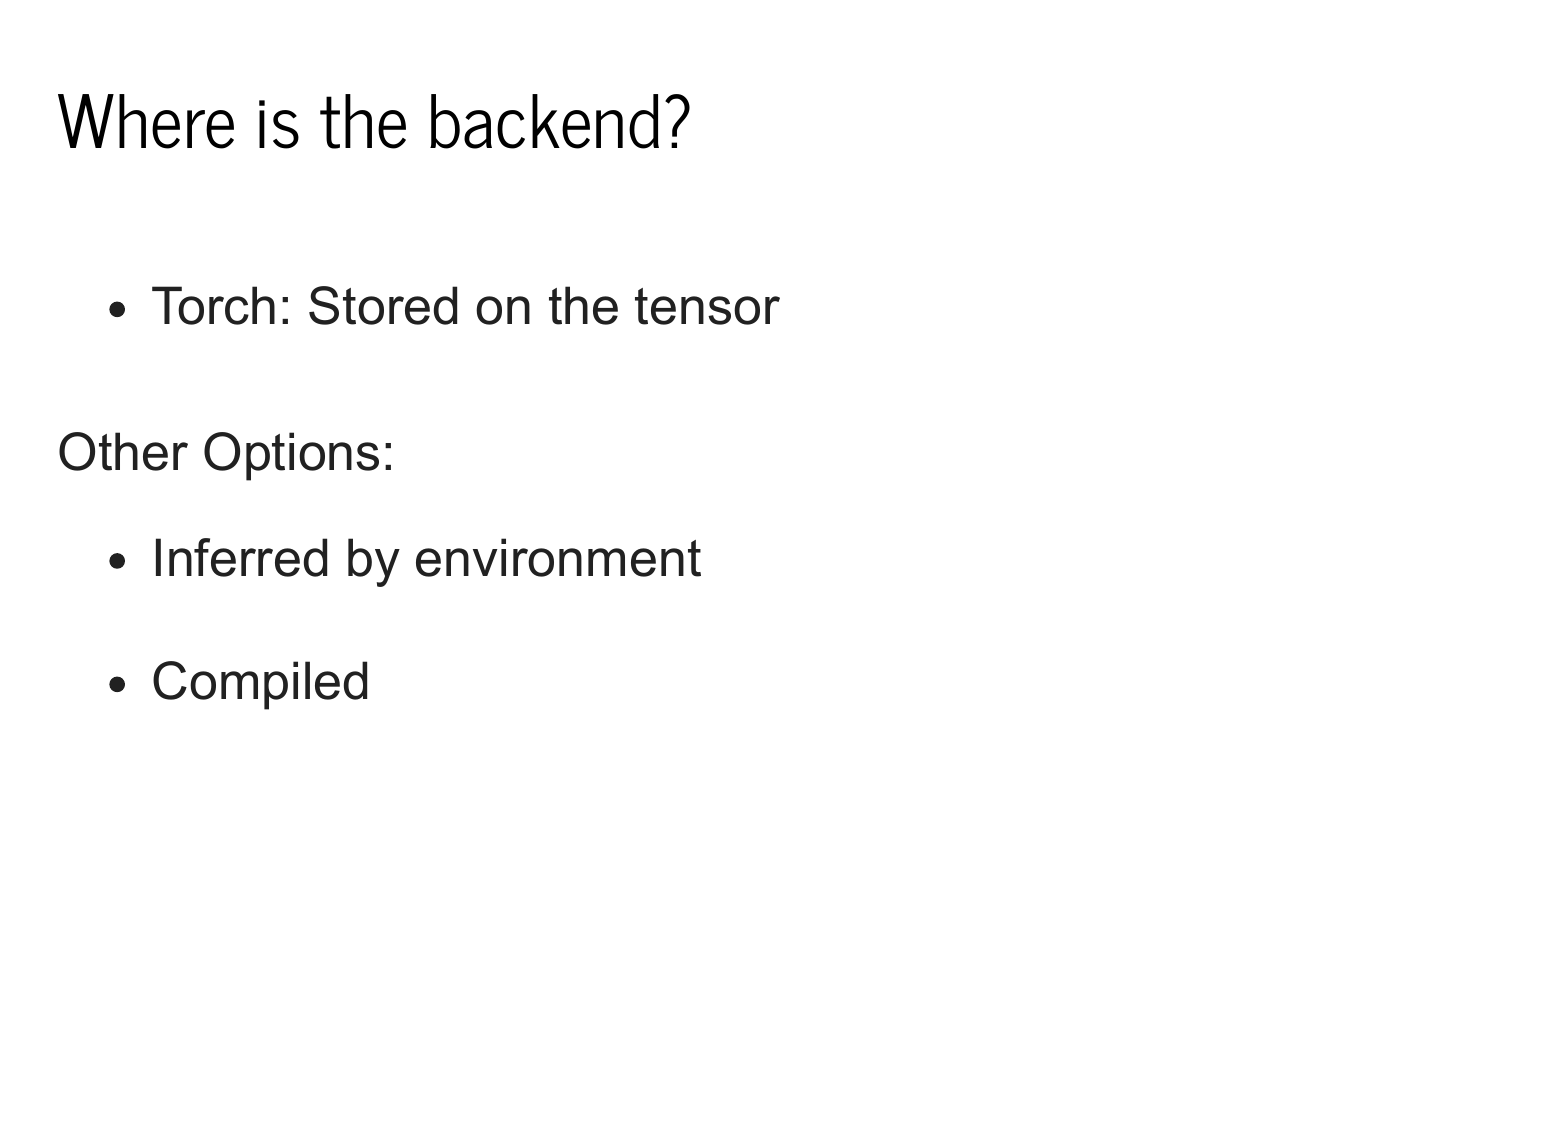 Where is the backend?
• Torch: Stored on the tensor
Other Options:
• Inferred by environment
• Compiled